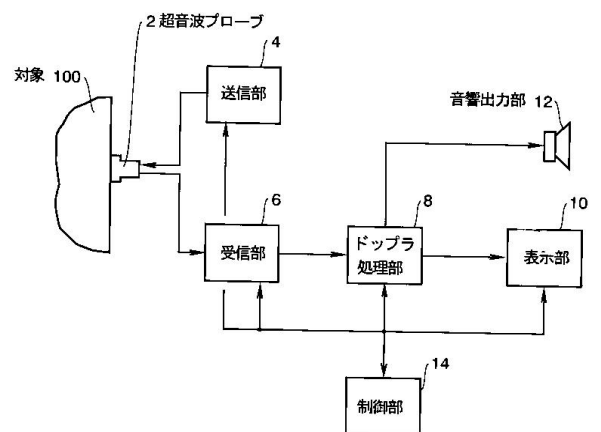 2 超音波プローブ
対象 100
4
送信部
音響出力部 12
6
受信部
8
ドップラ
処理部
10
表示部
14
制御部